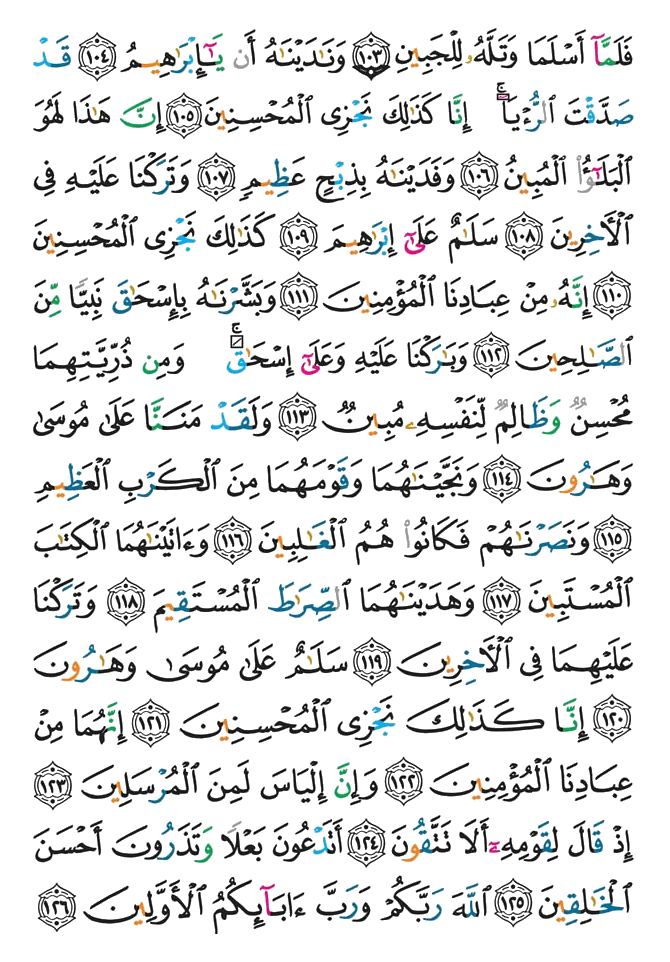 فَلَمَّآ أَسْلَمَا وَتَلَّهُۥ لِلْجَبِينِ ١٠٣ وَنَٰدَيْنَٰهُ أَن يَٰٓإِبْرَٰهِيمُ ١٠٤ قَدْ
صَدَّقْتَ ٱلرُّءْيَآ ۚ إِنَّا كَذَٰلِكَ نَجْزِى ٱلْمُحْسِنِينَ ١٠٥ إِنَّ هَٰذَا لَهُوَ
ٱلْبَلَٰٓؤُا۟ ٱلْمُبِينُ ١٠٦ وَفَدَيْنَٰهُ بِذِبْحٍ عَظِيمٍ ١٠٧ وَتَرَكْنَا عَلَيْهِ فِى
ٱلْءَاخِرِينَ ١٠٨ سَلَٰمٌ عَلَىٰٓ إِبْرَٰهِيمَ ١٠٩ كَذَٰلِكَ نَجْزِى ٱلْمُحْسِنِينَ
١١٠ إِنَّهُۥ مِنْ عِبَادِنَا ٱلْمُؤْمِنِينَ ١١١ وَبَشَّرْنَٰهُ بِإِسْحَٰقَ نَبِيًّا مِّنَ
ٱلصَّٰلِحِينَ ١١٢ وَبَٰرَكْنَا عَلَيْهِ وَعَلَىٰٓ إِسْحَٰقَ ۚ وَمِن ذُرِّيَّتِهِمَا
مُحْسِنٌ وَظَالِمٌ لِّنَفْسِهِۦ مُبِينٌ ١١٣ وَلَقَدْ مَنَنَّا عَلَىٰ مُوسَىٰ
وَهَٰرُونَ ١١٤ وَنَجَّيْنَٰهُمَا وَقَوْمَهُمَا مِنَ ٱلْكَرْبِ ٱلْعَظِيمِ
١١٥ وَنَصَرْنَٰهُمْ فَكَانُوا۟ هُمُ ٱلْغَٰلِبِينَ ١١٦ وَءَاتَيْنَٰهُمَا ٱلْكِتَٰبَ
ٱلْمُسْتَبِينَ ١١٧ وَهَدَيْنَٰهُمَا ٱلصِّرَٰطَ ٱلْمُسْتَقِيمَ ١١٨ وَتَرَكْنَا
عَلَيْهِمَا فِى ٱلْءَاخِرِينَ ١١٩ سَلَٰمٌ عَلَىٰ مُوسَىٰ وَهَٰرُونَ
١٢٠ إِنَّا كَذَٰلِكَ نَجْزِى ٱلْمُحْسِنِينَ ١٢١ إِنَّهُمَا مِنْ
عِبَادِنَا ٱلْمُؤْمِنِينَ ١٢٢ وَإِنَّ إِلْيَاسَ لَمِنَ ٱلْمُرْسَلِينَ ١٢٣
إِذْ قَالَ لِقَوْمِهِۦٓ أَلَا تَتَّقُونَ ١٢٤ أَتَدْعُونَ بَعْلًا وَتَذَرُونَ أَحْسَنَ
ٱلْخَٰلِقِينَ ١٢٥ ٱللَّهَ رَبَّكُمْ وَرَبَّ ءَابَآئِكُمُ ٱلْأَوَّلِينَ ١٢٦